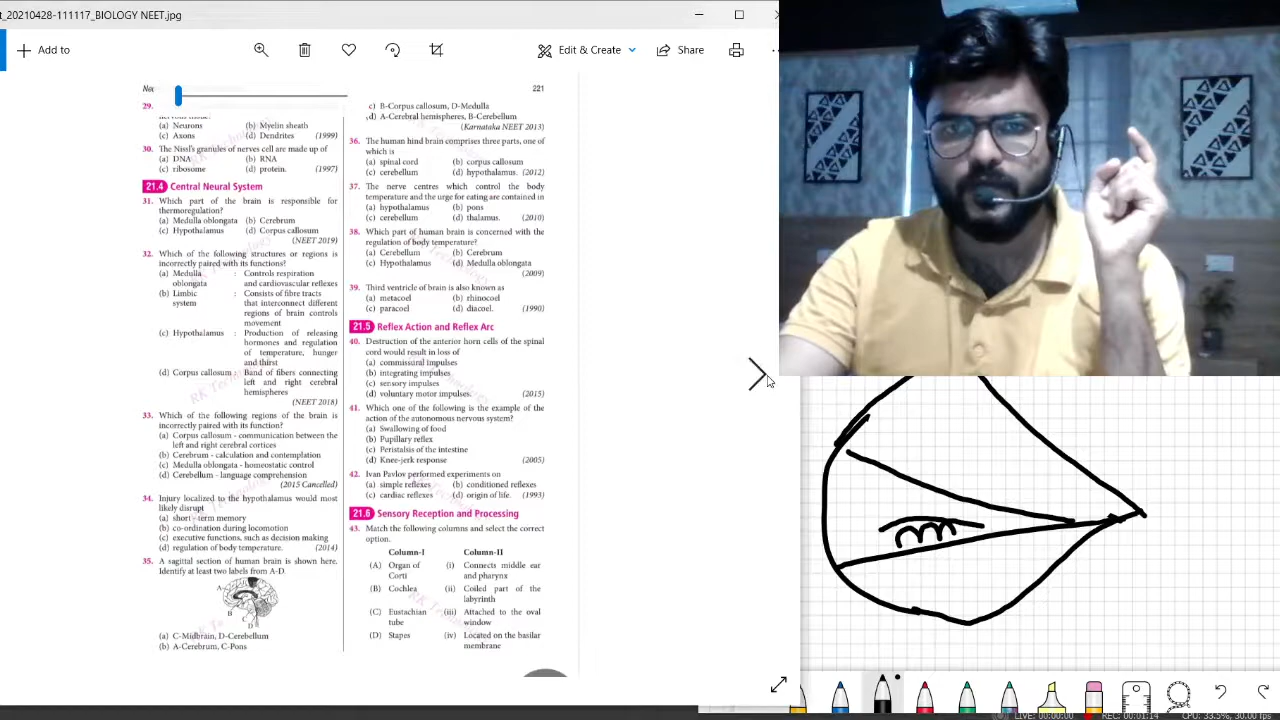 t_20210428-111117_BIOLOGY NEET.jpg
Add to
Edit & Create
Share
221
29.
(a) Neurons (b) Myelin sheath
(c) Axons (d) Dendrites (1999)
30. The Nissl's granules of nerves cell are made up of
(a) DNA (b) RNA
(c) ribosome (d) protein. (1997)
21.4 Central Neural System
31. Which part of the brain is responsible for
thermoregulation?
(a) Medulla oblongata (b) Cerebrum
(c) Hypothalamus (d) Corpus callosum
(NEET 2019)
32. Which of the following structures or regions is
incorrectly paired with its functions?
(a) Medulla : Controls respiration
oblongata and cardiovascular reflexes
(b) Limbic : Consists of fibre tracts
system that interconnect different
regions of brain controls
movement
(c) Hypothalamus : Production of releasing
hormones and regulation
of temperature, hunger
and thirst
(d) Corpus callosum : Band of fibers connecting
left and right cerebral
hemispheres
(NEET 2018)
33. Which of the following regions of the brain is
incorrectly paired with its function?
(a) Corpus callosum - communication between the
left and right cerebral cortices
(b) Cerebrum - calculation and contemplation
(c) Medulla oblongata - homeostatic control
(d) Cerebellum - language comprehension
(2015 Cancelled)
34. Injury localized to the hypothalamus would most
likely disrupt
(a) short - term memory
(b) co-ordination during locomotion
(c) executive functions, such as decision making
(d) regulation of body temperature. (2014)
35. A sagittal section of human brain is shown here.
Identify at least two labels from A-D.
A
B
C
D
(a) C-Midbrain, D-Cerebellum
(b) A-Cerebrum, C-Pons
c) B-Corpus callosum, D-Medulla
d) A-Cerebral hemispheres, B-Cerebellum
(Karnataka NEET 2013)
36. The human hind brain comprises three parts, one of
which is
(a) spinal cord (b) corpus callosum
(c) cerebellum (d) hypothalamus. (2012)
37. The nerve centres which control the body
temperature and the urge for eating are contained in
(a) hypothalamus (b) pons
(c) cerebellum (d) thalamus. (2010)
38. Which part of human brain is concerned with the
regulation of body temperature?
(a) Cerebellum (b) Cerebrum
(c) Hypothalamus (d) Medulla oblongata
(2009)
39. Third ventricle of brain is also known as
(a) metacoel (b) rhinocoel
(c) paracoel (d) diacoel. (1990)
21.5 Reflex Action and Reflex Arc
40. Destruction of the anterior horn cells of the spinal
cord would result in loss of
(a) commissural impulses
(b) integrating impulses
(c) sensory impulses
(d) voluntary motor impulses. (2015)
41. Which one of the following is the example of the
action of the autonomous nervous system?
(a) Swallowing of food
(b) Pupillary reflex
(c) Peristalsis of the intestine
(d) Knee-jerk response (2005)
42. Ivan Pavlov performed experiments on
(a) simple reflexes (b) conditioned reflexes
(c) cardiac reflexes (d) origin of life. (1993)
21.6 Sensory Reception and Processing
43. Match the following columns and select the correct
option.
Column-I Column-II
(A) Organ of (i) Connects middle ear
Corti and pharynx
(B) Cochlea (ii) Coiled part of the
labyrinth
(C) Eustachian (iii) Attached to the oval
tube window
(D) Stapes (iv) Located on the basilar
membrane
LIVE: 00:00:00 REC: 00:01:14 CPU: 33.5%, 30.00 fps